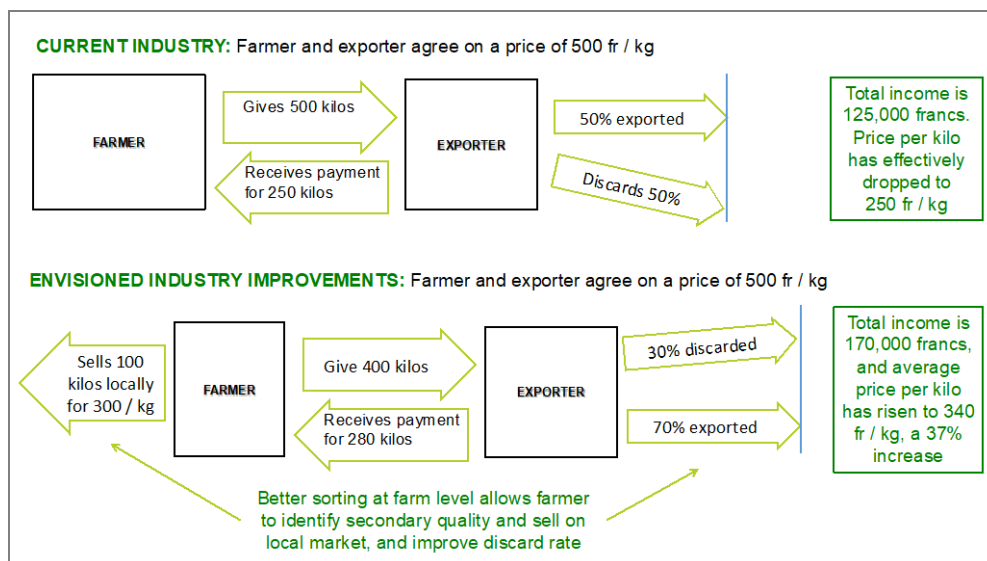 CURRENT INDUSTRY: Farmer and exporter agree on a price of 500 fr / kg
FARMER
Gives 500 kilos
Receives payment
for 250 kilos
EXPORTER
50% exported
Discards 50%
Total income is
125,000 francs.
Price per kilo
has effectively
dropped to
250 fr / kg
ENVISIONED INDUSTRY IMPROVEMENTS: Farmer and exporter agree on a price of 500 fr / kg
Sells 100
kilos locally
for 300 / kg
FARMER
Give 400 kilos
Receives payment
for 280 kilos
EXPORTER
30% discarded
70% exported
Total income is
170,000 francs,
and average
price per kilo
has risen to 340
fr / kg, a 37%
increase
Better sorting at farm level allows farmer
to identify secondary quality and sell on
local market, and improve discard rate